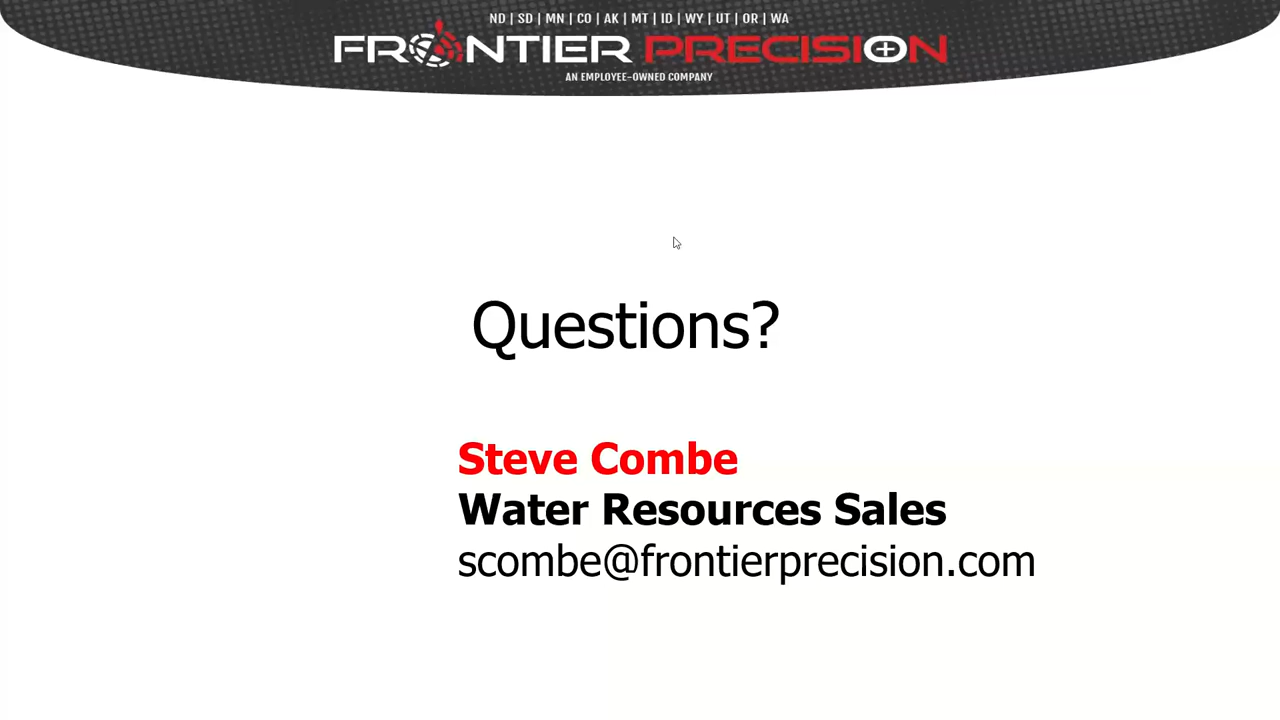 ND | SD | MN | CO | AK | MT | ID | WY | UT | OR | WA
FRONTIER PRECISION
AN EMPLOYEE-OWNED COMPANY
Questions?
Steve Combe
Water Resources Sales
scombe@frontierprecision.com